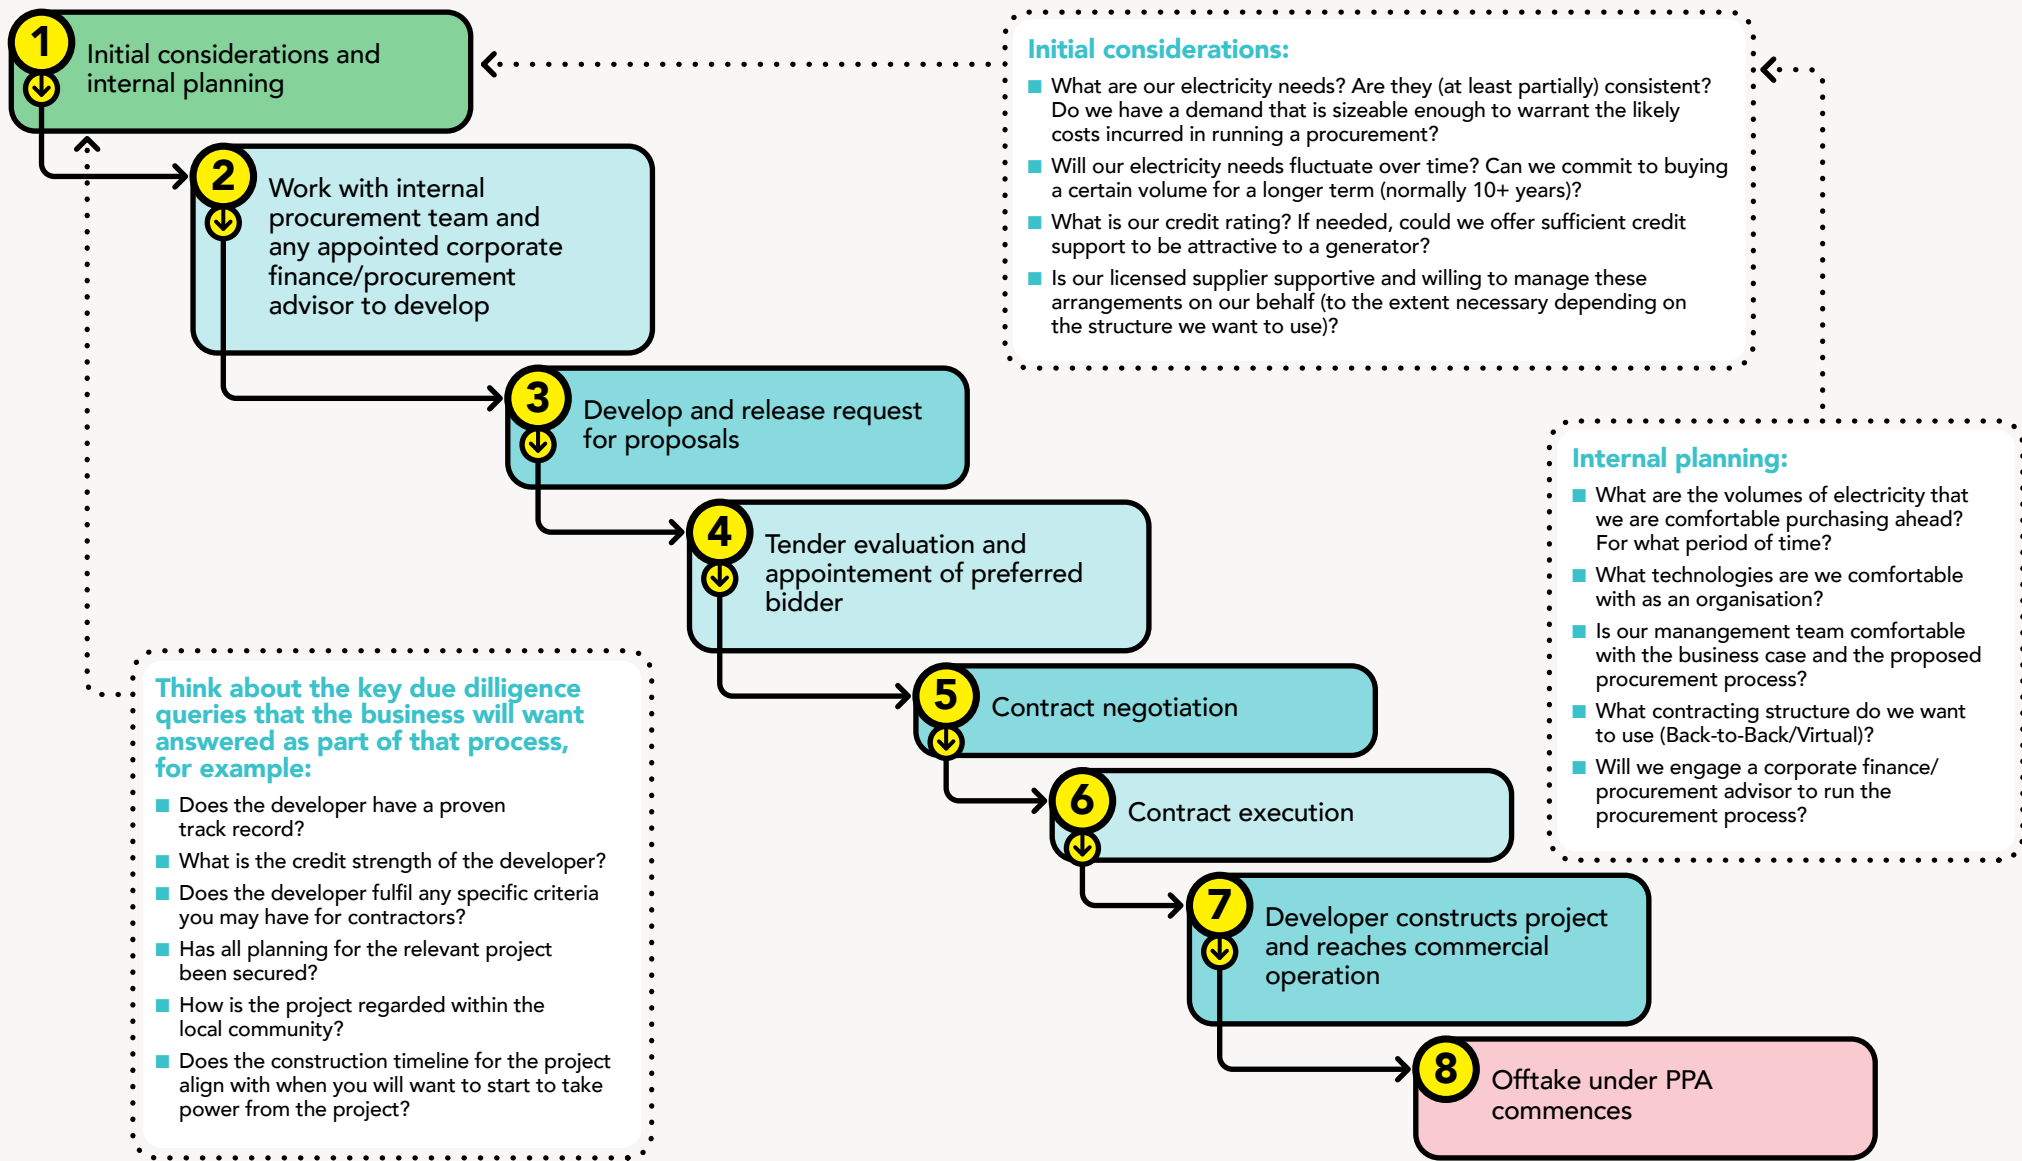 1
Initial considerations and
internal planning
2
Work with internal
procurement team and
any appointed corporate
finance/procurement
advisor to develop
3
Develop and release request
for proposals
4
Tender evaluation and
appointement of preferred
bidder
5
Contract negotiation
6
Contract execution
7
Developer constructs project
and reaches commercial
operation
8
Offtake under PPA
commences
Initial considerations:
■ What are our electricity needs? Are they (at least partially) consistent?
Do we have a demand that is sizeable enough to warrant the likely
costs incurred in running a procurement?
■ Will our electricity needs fluctuate over time? Can we commit to buying
a certain volume for a longer term (normally 10+ years)?
■ What is our credit rating? If needed, could we offer sufficient credit
support to be attractive to a generator?
■ Is our licensed supplier supportive and willing to manage these
arrangements on our behalf (to the extent necessary depending on
the structure we want to use)?
Internal planning:
■ What are the volumes of electricity that
we are comfortable purchasing ahead?
For what period of time?
■ What technologies are we comfortable
with as an organisation?
■ Is our manangement team comfortable
with the business case and the proposed
procurement process?
■ What contracting structure do we want
to use (Back-to-Back/Virtual)?
■ Will we engage a corporate finance/
procurement advisor to run the
procurement process?
Think about the key due dilligence
queries that the business will want
answered as part of that process,
for example:
■ Does the developer have a proven
track record?
■ What is the credit strength of the developer?
■ Does the developer fulfil any specific criteria
you may have for contractors?
■ Has all planning for the relevant project
been secured?
■ How is the project regarded within the
local community?
■ Does the construction timeline for the project
align with when you will want to start to take
power from the project?